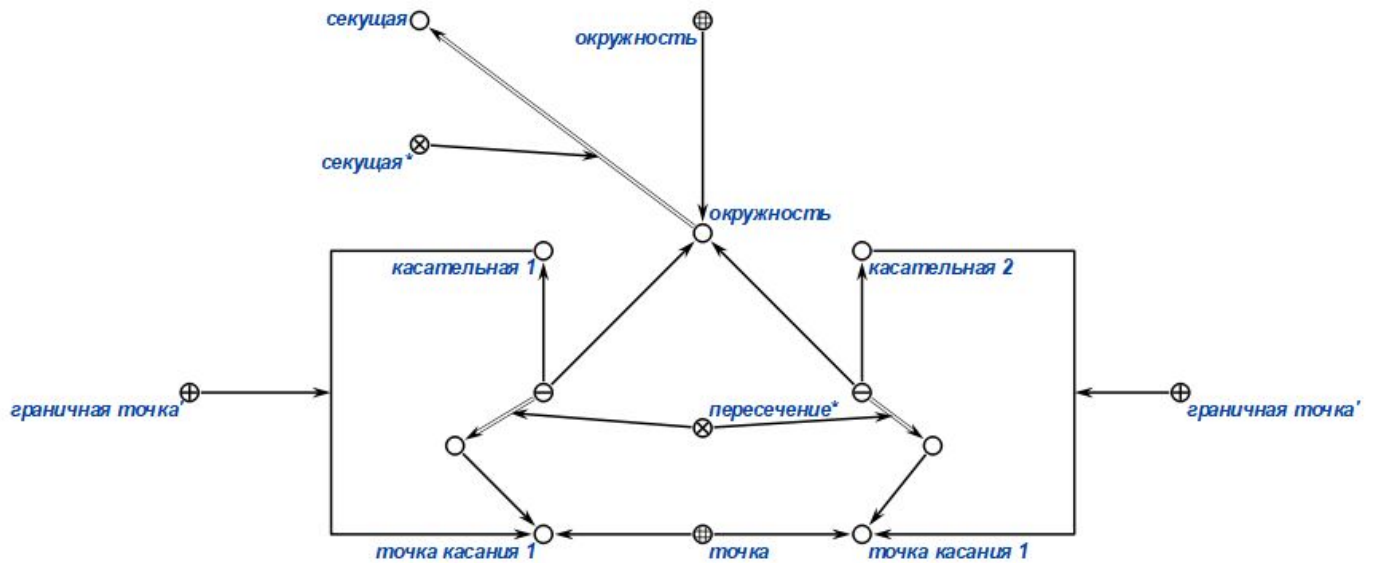 секущая
окружность
секущая*
окружность
касательная 1
касательная 2
граничная точка'
пересечение*
граничная точка'
точка касания 1
точка
точка касания 1